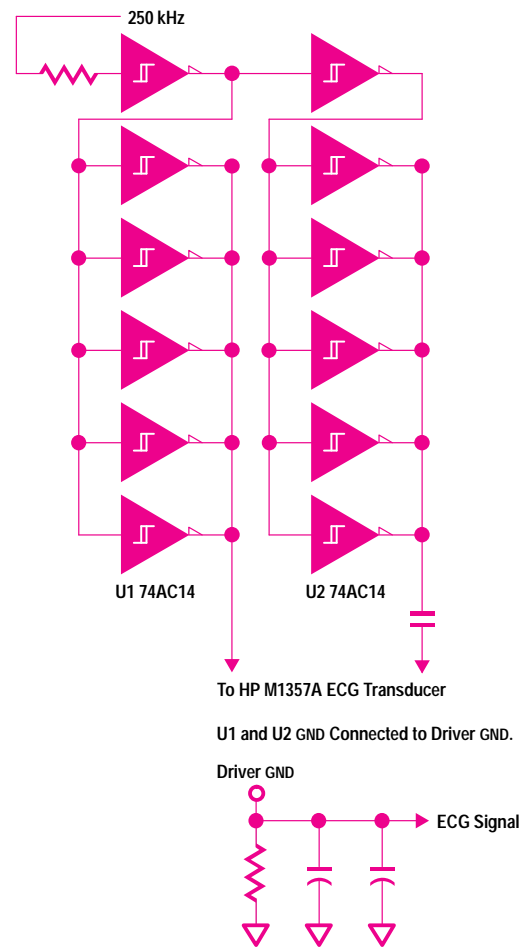 250 kHz
U1 74AC14
U2 74AC14
To HP M1357A ECG Transducer
U1 and U2 GND Connected to Driver GND.
Driver GND
ECG Signal